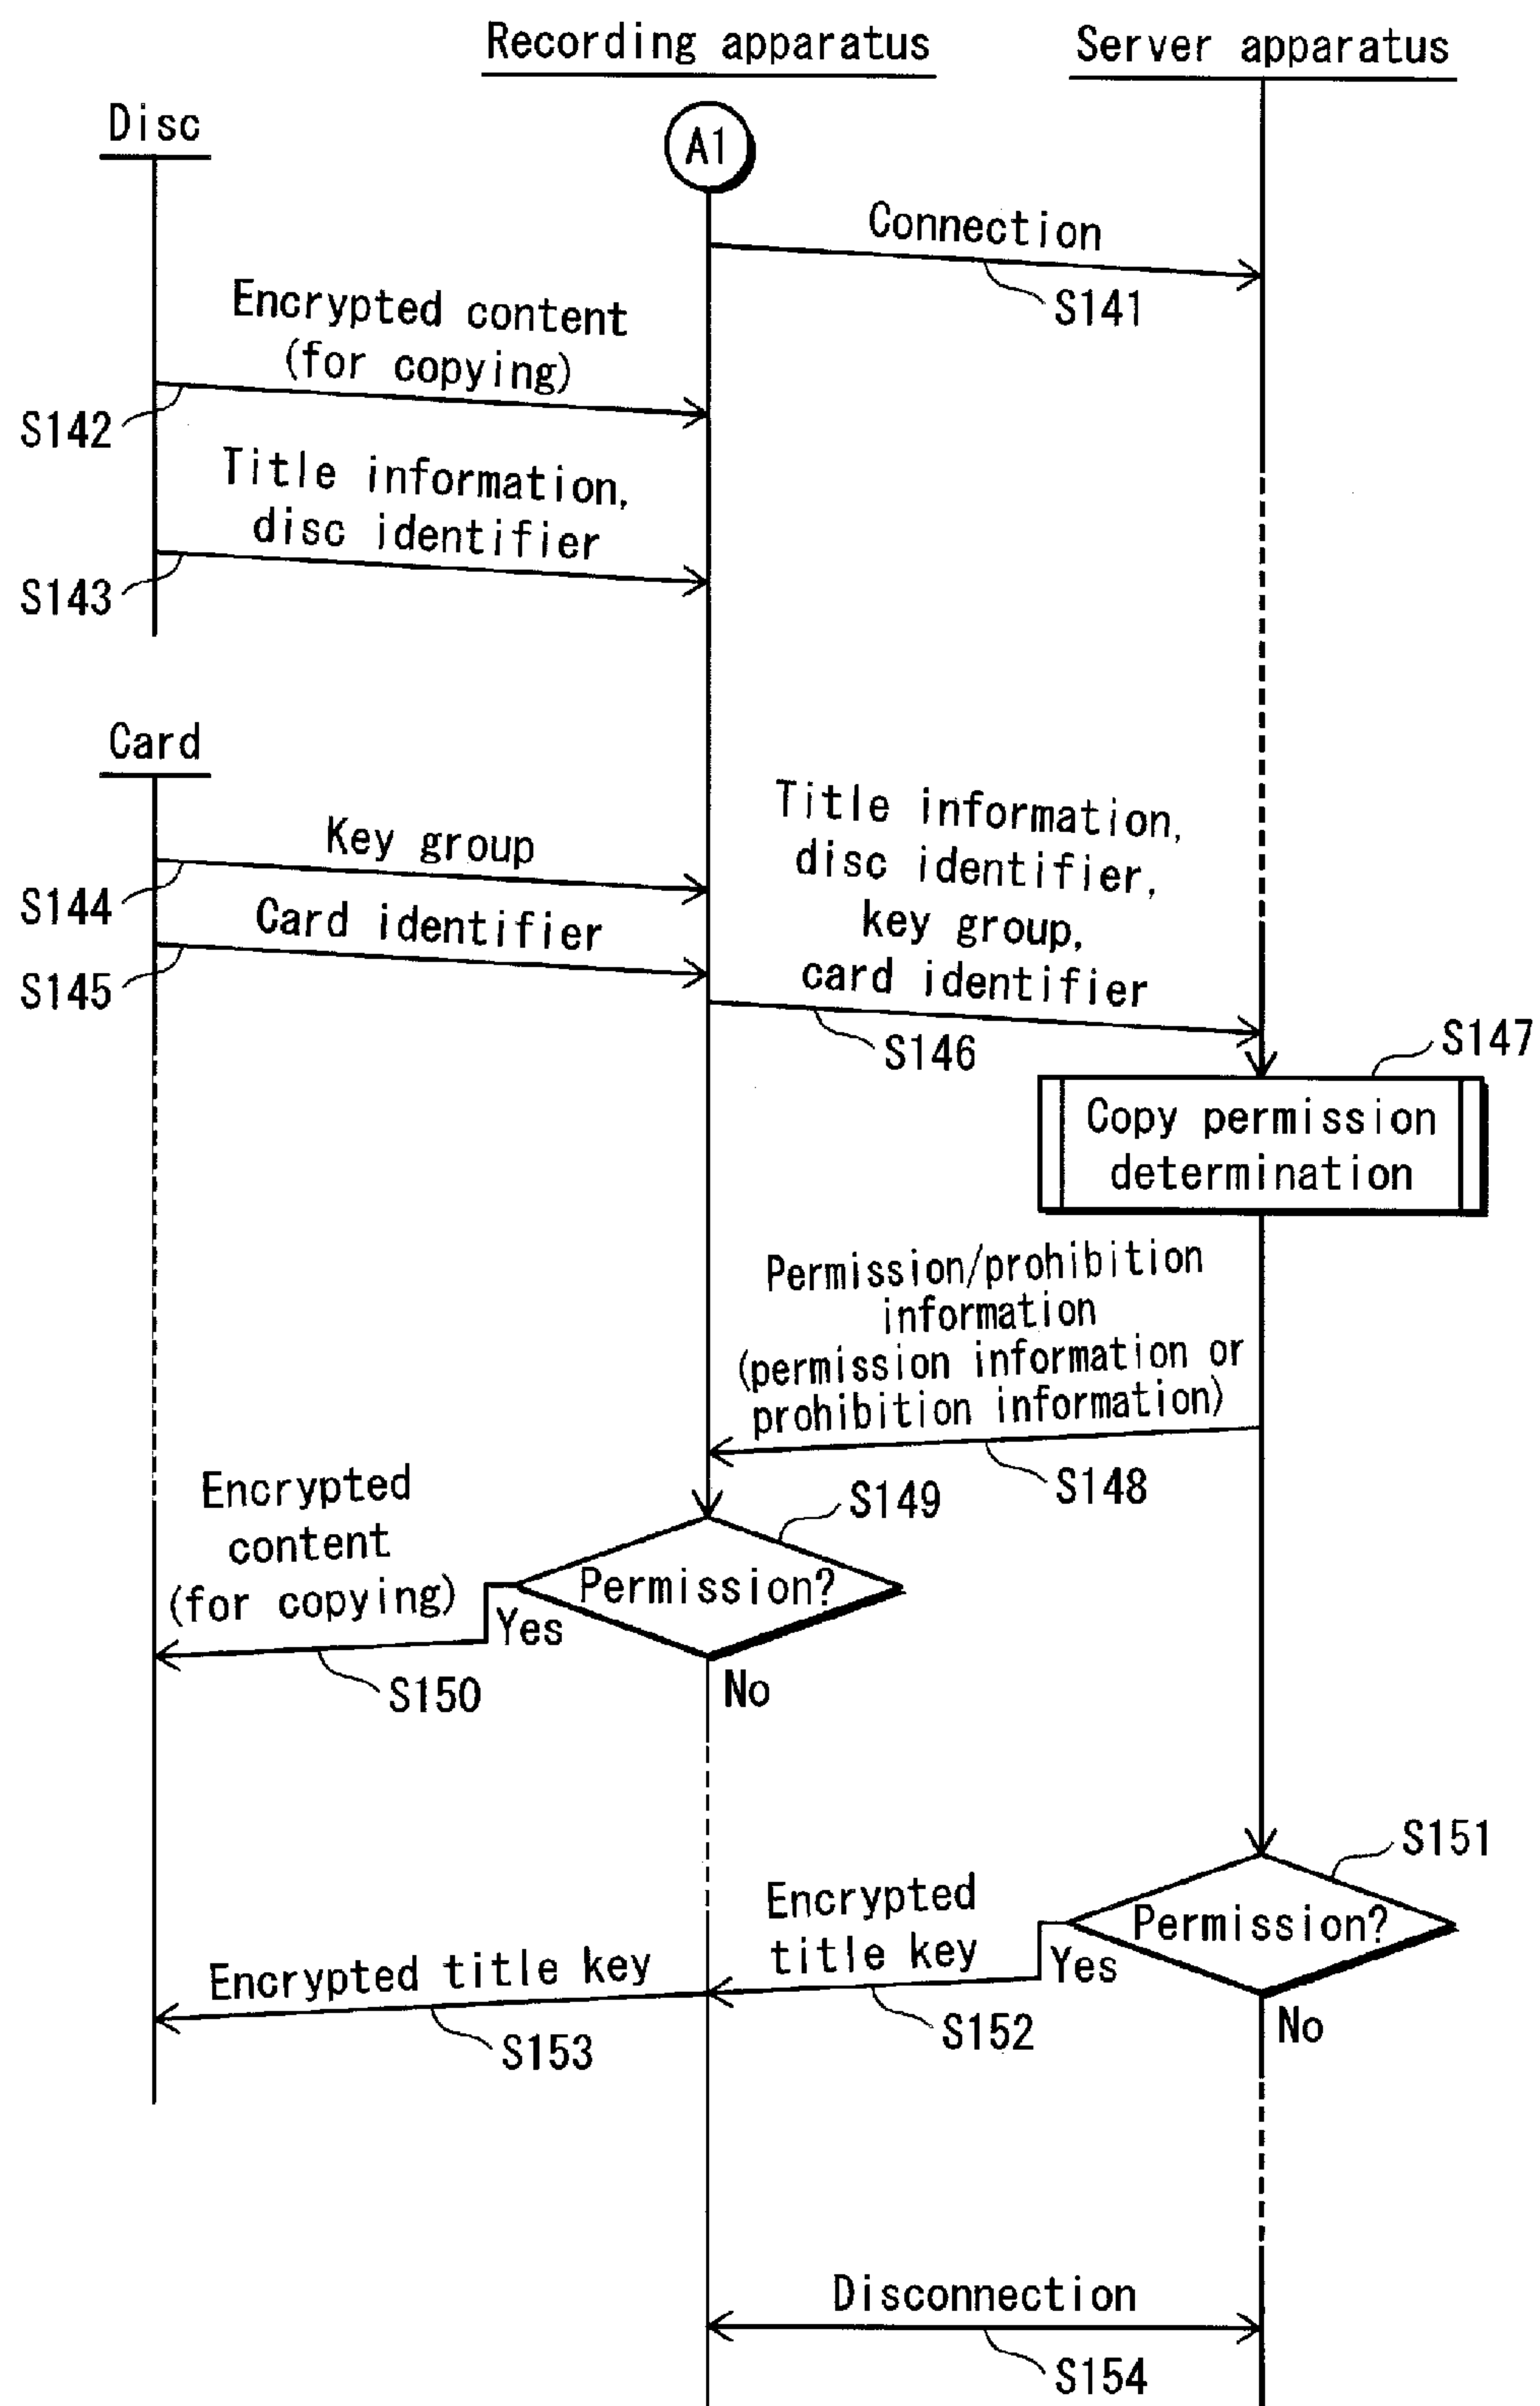 Recording apparatus
Server apparatus
Disc
A1
Connection
S141
Encrypted content
(for copying)
S142
Title information,
disc identifier
S143
Card
Key group
S144
Card identifier
S145
Title information,
disc identifier,
key group,
card identifier
S146
S147
Copy permission
determination
Permission/prohibition
information
(permission information or
prohibition information)
S148
S149
Permission?
Yes
No
Encrypted
content
(for copying)
S150
S151
Permission?
Yes
No
Encrypted
title key
S152
Encrypted title key
S153
Disconnection
S154